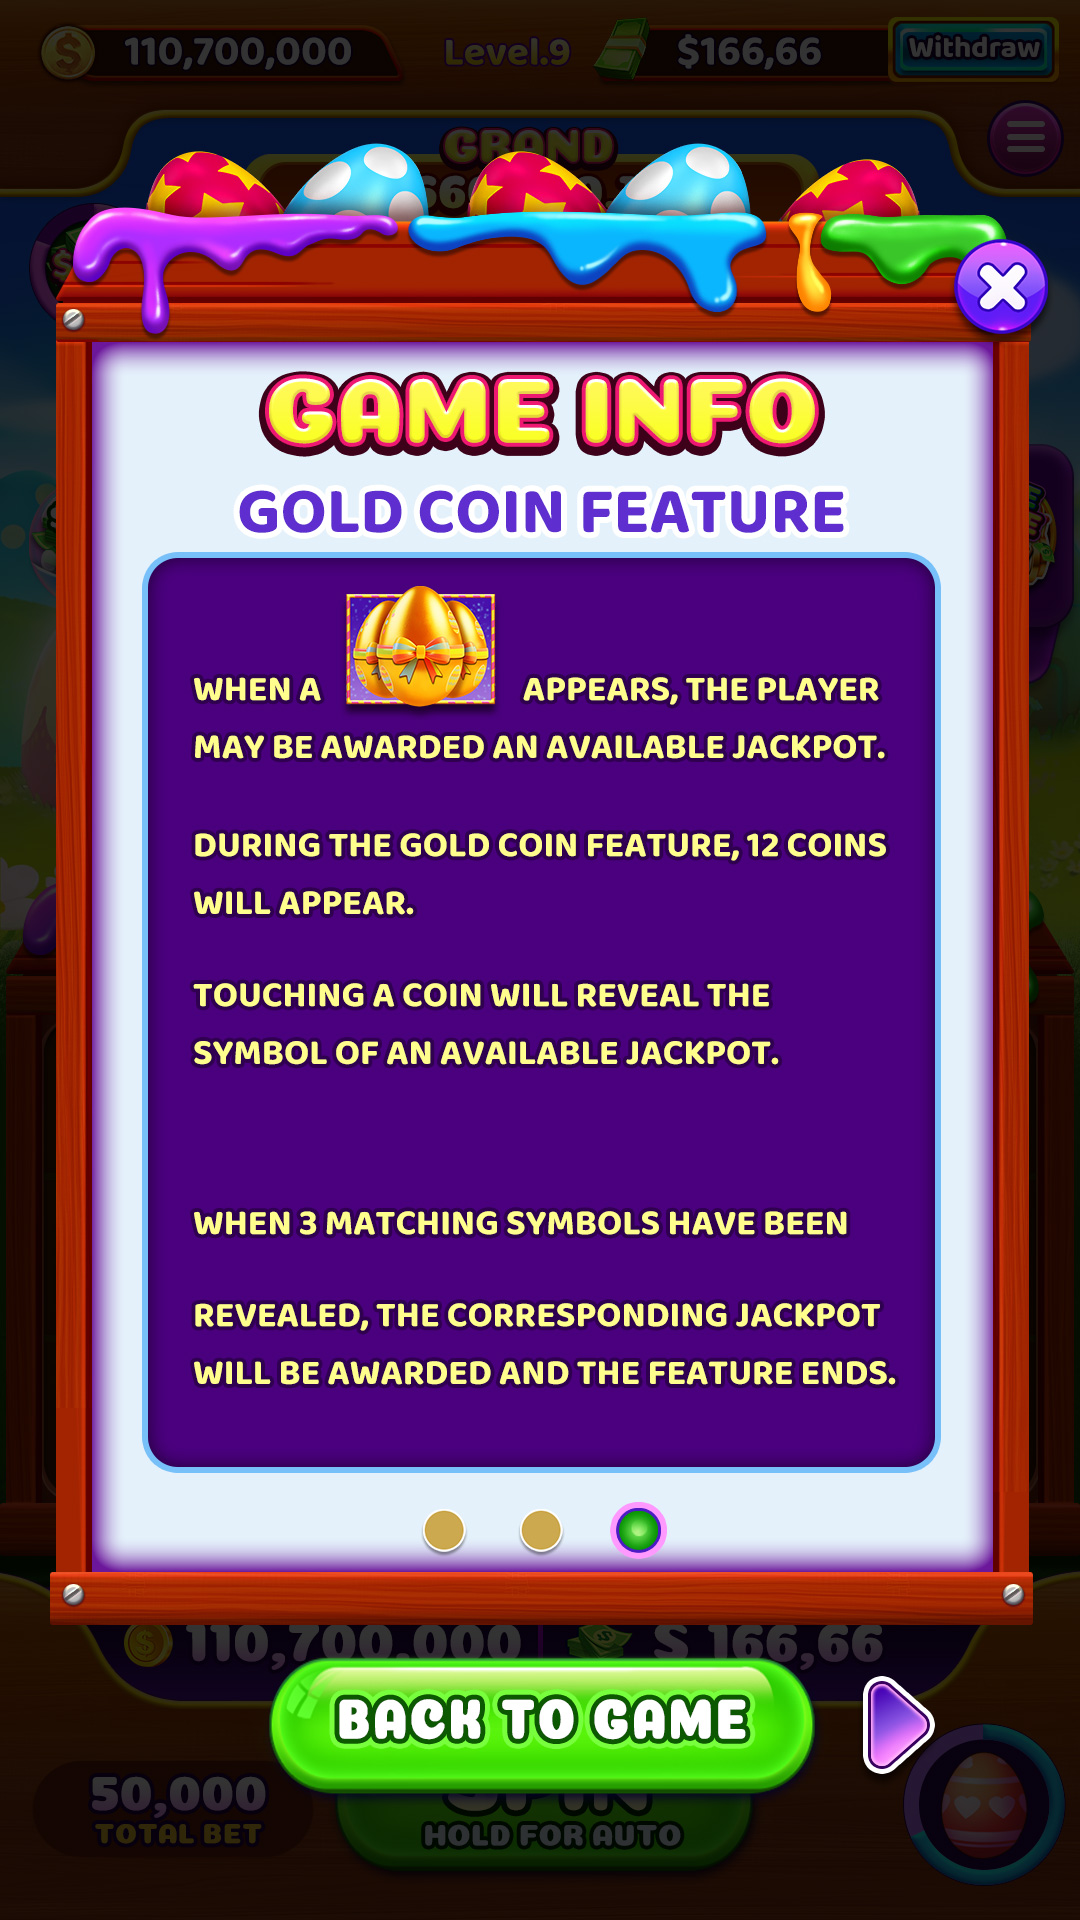 110,700,000
Level.9
$166,66
Withdraw
GRAND
GAME INFO
GOLD COIN FEATURE
WHEN A APPEARS, THE PLAYER
MAY BE AWARDED AN AVAILABLE JACKPOT.
DURING THE GOLD COIN FEATURE, 12 COINS
WILL APPEAR.
TOUCHING A COIN WILL REVEAL THE
SYMBOL OF AN AVAILABLE JACKPOT.
WHEN 3 MATCHING SYMBOLS HAVE BEEN
REVEALED, THE CORRESPONDING JACKPOT
WILL BE AWARDED AND THE FEATURE ENDS.
110,700,000
$ 166,66
BACK TO GAME
50,000
TOTAL BET
SPIN
HOLD FOR AUTO